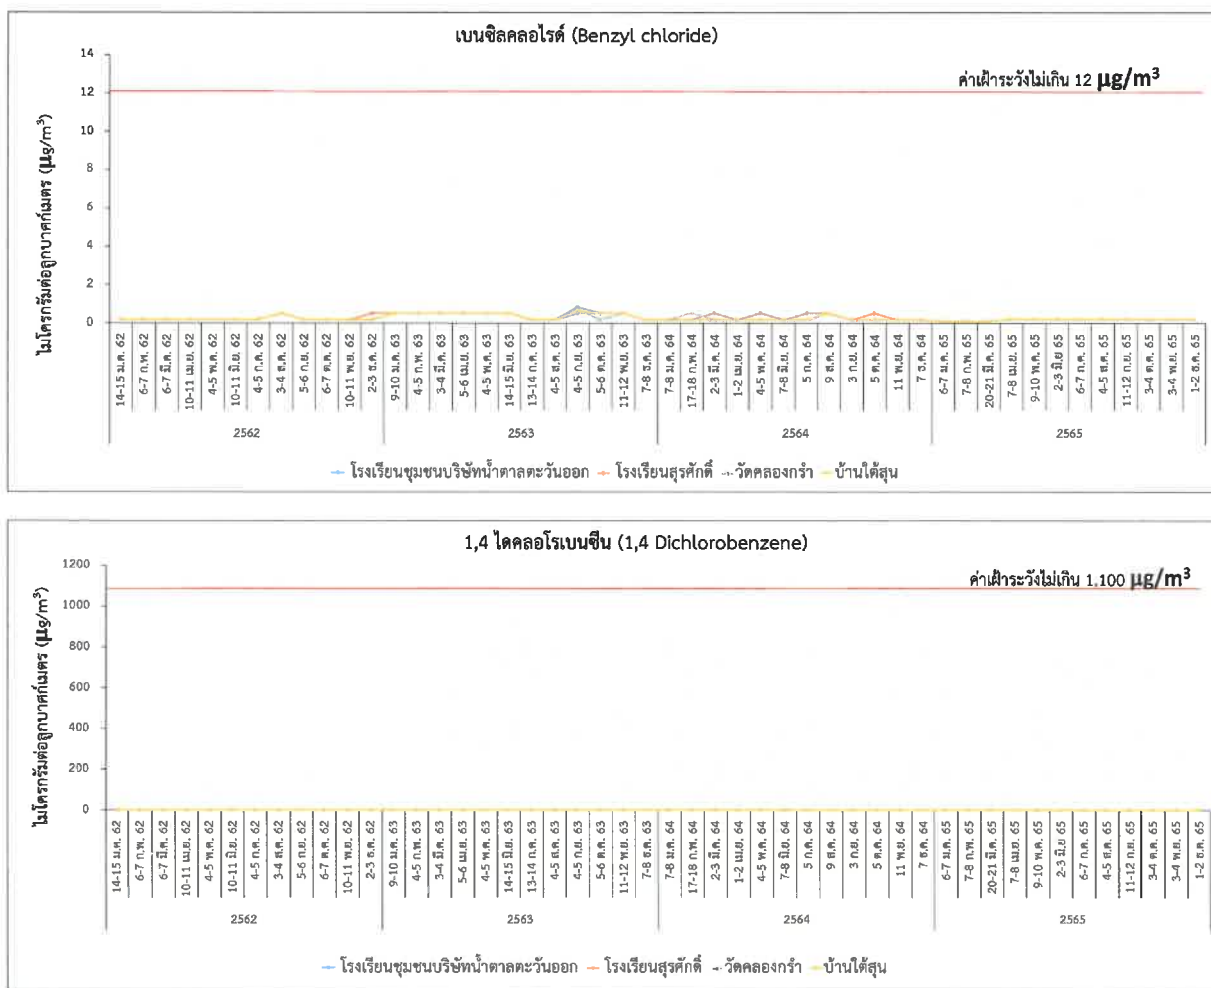 เบนซิลคลอไรด์ (Benzyl chloride)
ค่าเฝ้าระวังไม่เกิน 12 µg/m³
ไมโครกรัมต่อลูกบาศก์เมตร (µg/m³)
14
12
10
8
6
4
2
0
14-15 ม.ค. 62
6-7 ก.พ. 62
6-7 มี.ค. 62
10-11 เม.ย. 62
4-5 พ.ค. 62
10-11 มิ.ย. 62
4-5 ก.ค. 62
3-4 ส.ค. 62
5-6 ก.ย. 62
6-7 ต.ค. 62
10-11 พ.ย. 62
2-3 ธ.ค. 62
9-10 ม.ค. 63
4-5 ก.พ. 63
3-4 มี.ค. 63
5-6 เม.ย. 63
4-5 พ.ค. 63
14-15 มิ.ย. 63
13-14 ก.ค. 63
4-5 ส.ค. 63
4-5 ก.ย. 63
5-6 ต.ค. 63
11-12 พ.ย. 63
7-8 ธ.ค. 63
7-8 ม.ค. 64
17-18 ก.พ. 64
2-3 มี.ค. 64
1-2 เม.ย. 64
4-5 พ.ค. 64
7-8 มิ.ย. 64
5 ก.ค. 64
9 ส.ค. 64
3 ก.ย. 64
5 ต.ค. 64
11 พ.ย. 64
7 ธ.ค. 64
6-7 ม.ค. 65
7-8 ก.พ. 65
20-21 มี.ค. 65
7-8 เม.ย. 65
9-10 พ.ค. 65
2-3 มิ.ย. 65
6-7 ก.ค. 65
4-5 ส.ค. 65
11-12 ก.ย. 65
3-4 ต.ค. 65
3-4 พ.ย. 65
1-2 ธ.ค. 65
2562 2563 2564 2565
โรงเรียนชุมชนบริษัทน้ำตาลตะวันออก โรงเรียนสุรศักดิ์ วัดคลองกรำ บ้านใต้สุน
1,4 ไดคลอโรเบนซีน (1,4 Dichlorobenzene)
ค่าเฝ้าระวังไม่เกิน 1.100 µg/m³
ไมโครกรัมต่อลูกบาศก์เมตร (µg/m³)
1200
1000
800
600
400
200
0
14-15 ม.ค. 62
6-7 ก.พ. 62
6-7 มี.ค. 62
10-11 เม.ย. 62
4-5 พ.ค. 62
10-11 มิ.ย. 62
4-5 ก.ค. 62
3-4 ส.ค. 62
5-6 ก.ย. 62
6-7 ต.ค. 62
10-11 พ.ย. 62
2-3 ธ.ค. 62
9-10 ม.ค. 63
4-5 ก.พ. 63
3-4 มี.ค. 63
5-6 เม.ย. 65
4-5 พ.ค. 63
14-15 มิ.ย. 63
13-14 ก.ค. 63
4-5 ส.ค. 63
4-5 ก.ย. 63
5-6 ต.ค. 63
11-12 พ.ย. 63
7-8 ธ.ค. 63
7-8 ม.ค. 64
17-18 ก.พ. 64
2-3 มี.ค. 64
1-2 เม.ย. 64
4-5 พ.ค. 64
7-8 มิ.ย. 64
5 ก.ค. 64
9 ส.ค. 64
3 ก.ย. 64
5 ต.ค. 64
11 พ.ย. 64
7 ธ.ค. 64
6-7 ม.ค. 65
7-8 ก.พ. 65
20-21 มี.ค. 65
7-8 เม.ย. 65
9-10 พ.ค. 65
2-3 มิ.ย 65
6-7 ก.ค. 65
4-5 ส.ค. 65
11-12 ก.ย. 65
3-4 ต.ค. 65
3-4 พ.ย. 65
1-2 ธ.ค. 65
2562 2563 2564 2565
โรงเรียนชุมชนบริษัทน้ำตาลตะวันออก โรงเรียนสุรศักดิ์ วัดคลองกรำ บ้านใต้สุน